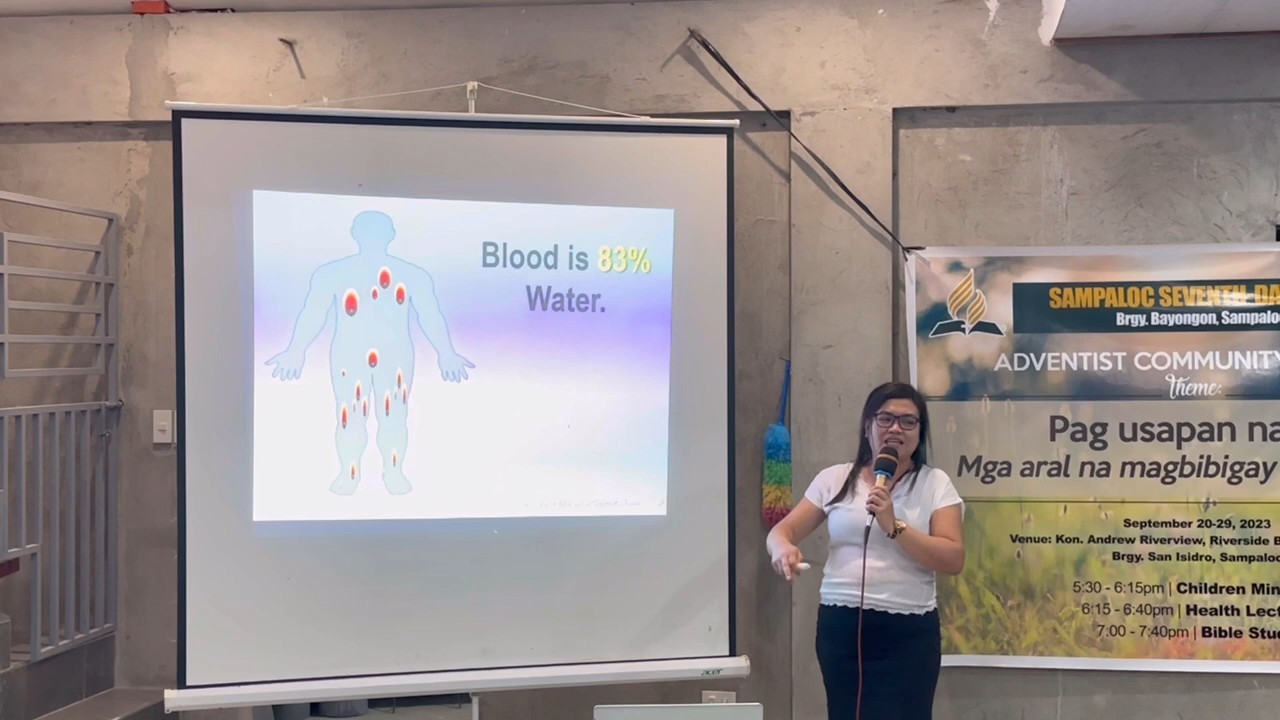 Blood is 83%
Water.
acer
SAMPALOC SEVENTH-DA
Brgy. Bayongon, Sampaloc
ADVENTIST COMMUNITY
Theme:
Pag usapan na
Mga aral na magbibigay
September 20-29, 2023
Venue: Kon. Andrew Riverview, Riverside B
Brgy. San Isidro, Sampaloc
5:30 - 6:15pm | Children Min
6:15 - 6:40pm | Health Lect
7:00 - 7:40pm | Bible Stu